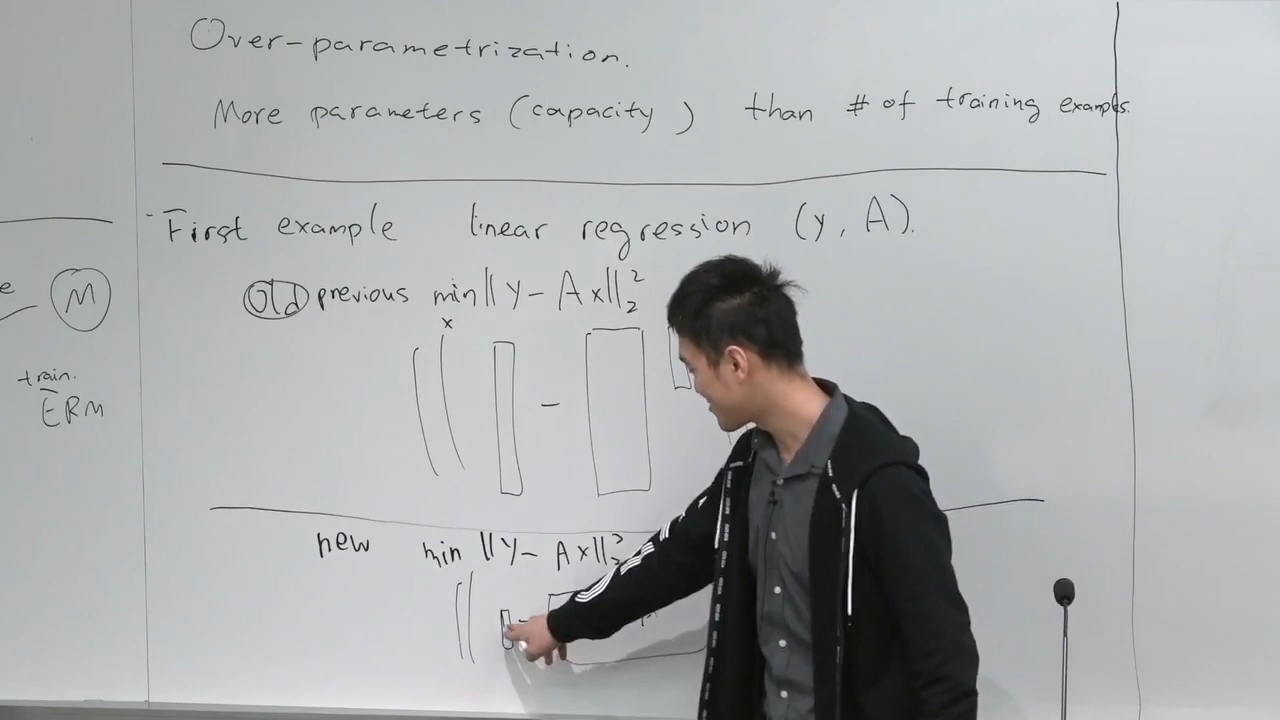 Over-parametrization.
More parameters (capacity) than # of training examples.
First example linear regression (y, A).
Old previous min ‖y - Ax‖₂²
x
M
train.
ERM
new min ‖y - Ax‖₂²